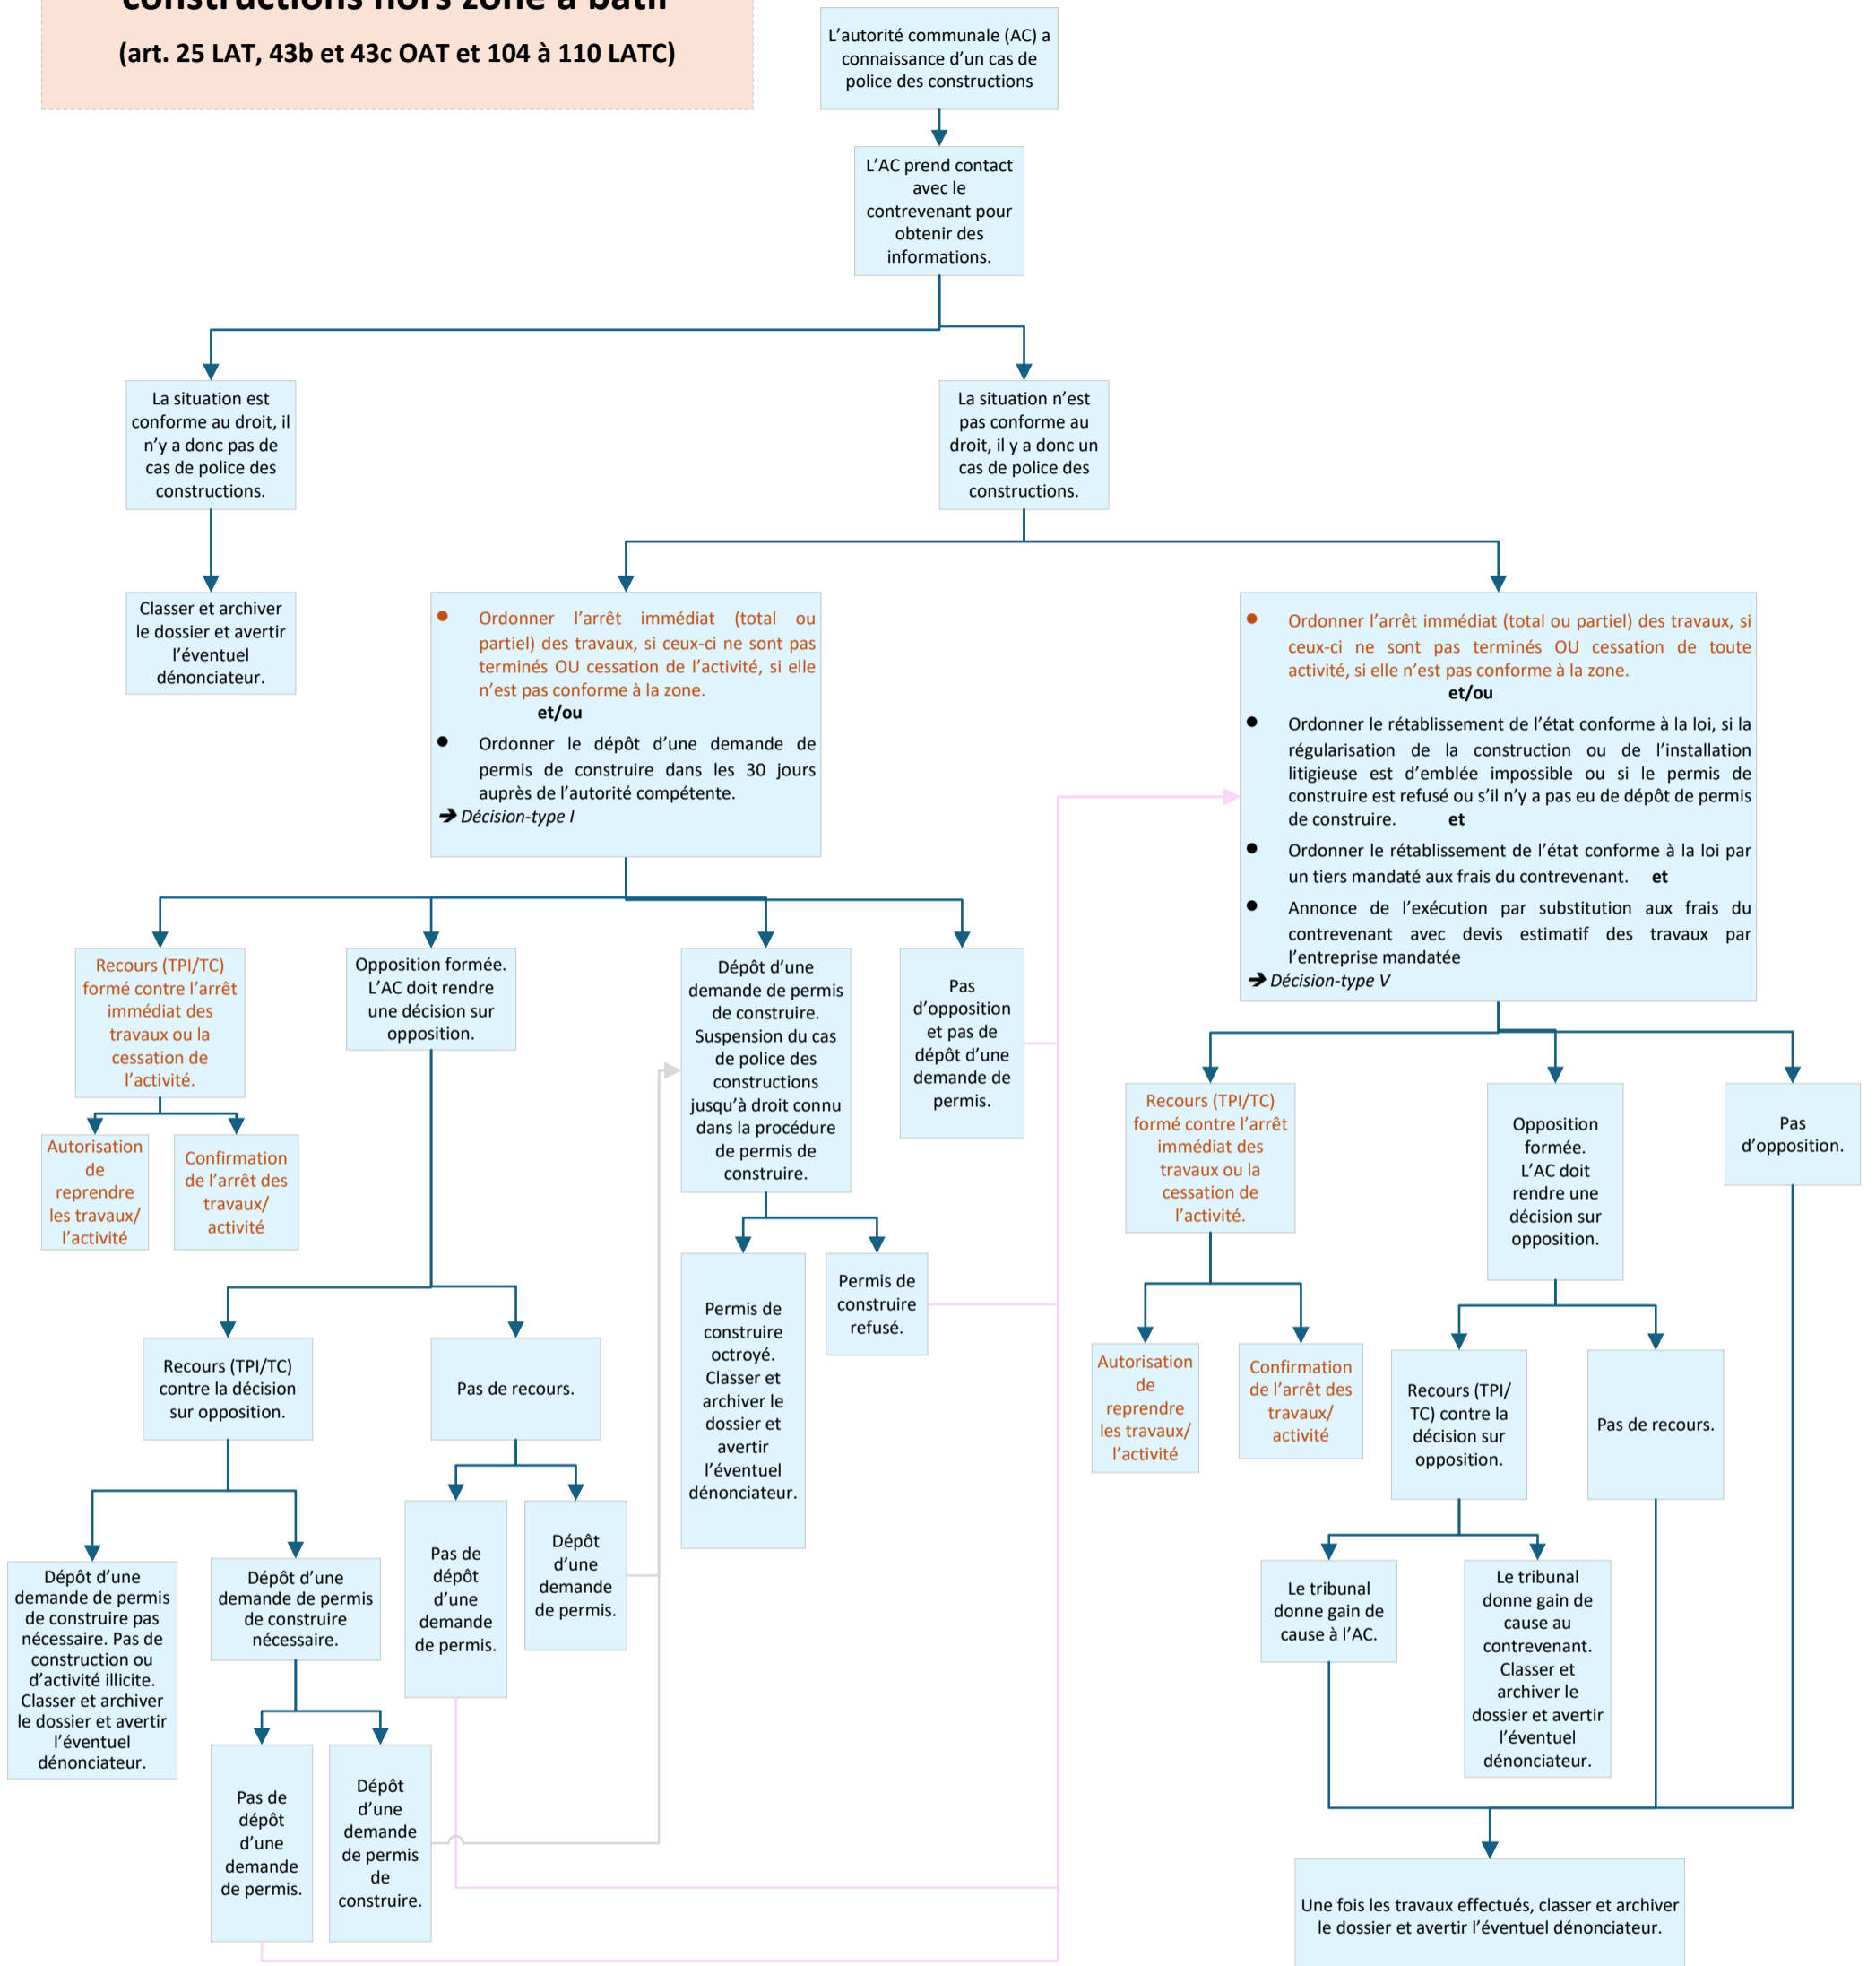 constructions hors zone à bâtir
(art. 25 LAT, 43b et 43c OAT et 104 à 110 LATC)
L’autorité communale (AC) a
connaissance d’un cas de
police des constructions
L’AC prend contact
avec le
contrevenant pour
obtenir des
informations.
La situation est
conforme au droit, il
n’y a donc pas de
cas de police des
constructions.
La situation n’est
pas conforme au
droit, il y a donc un
cas de police des
constructions.
Classer et archiver
le dossier et avertir
l’éventuel
dénonciateur.
● Ordonner l’arrêt immédiat (total ou
partiel) des travaux, si ceux-ci ne sont pas
terminés OU cessation de l’activité, si elle
n’est pas conforme à la zone.
et/ou
● Ordonner le dépôt d’une demande de
permis de construire dans les 30 jours
auprès de l’autorité compétente.
➔ Décision-type I
● Ordonner l’arrêt immédiat (total ou partiel) des travaux, si
ceux-ci ne sont pas terminés OU cessation de toute
activité, si elle n’est pas conforme à la zone.
et/ou
● Ordonner le rétablissement de l’état conforme à la loi, si la
régularisation de la construction ou de l’installation
litigieuse est d’emblée impossible ou si le permis de
construire est refusé ou s’il n’y a pas eu de dépôt de permis
de construire. et
● Ordonner le rétablissement de l’état conforme à la loi par
un tiers mandaté aux frais du contrevenant. et
● Annonce de l’exécution par substitution aux frais du
contrevenant avec devis estimatif des travaux par
l’entreprise mandatée
➔ Décision-type V
Recours (TPI/TC)
formé contre l’arrêt
immédiat des
travaux ou la
cessation de
l’activité.
Opposition formée.
L’AC doit rendre
une décision sur
opposition.
Dépôt d’une
demande de permis
de construire.
Suspension du cas
de police des
constructions
jusqu’à droit connu
dans la procédure
de permis de
construire.
Pas
d’opposition
et pas de
dépôt d’une
demande de
permis.
Autorisation
de
reprendre
les travaux/
l’activité
Confirmation
de l’arrêt des
travaux/
activité
Recours (TPI/TC)
formé contre l’arrêt
immédiat des
travaux ou la
cessation de
l’activité.
Opposition
formée.
L’AC doit
rendre une
décision sur
opposition.
Pas
d’opposition.
Permis de
construire
octroyé.
Classer et
archiver le
dossier et
avertir
l’éventuel
dénonciateur.
Permis de
construire
refusé.
Recours (TPI/TC)
contre la décision
sur opposition.
Pas de recours.
Autorisation
de
reprendre
les travaux/
l’activité
Confirmation
de l’arrêt des
travaux/
activité
Recours (TPI/
TC) contre la
décision sur
opposition.
Pas de recours.
Pas de
dépôt
d’une
demande
de permis.
Dépôt
d’une
demande
de permis.
Dépôt d’une
demande de permis
de construire pas
nécessaire. Pas de
construction ou
d’activité illicite.
Classer et archiver
le dossier et avertir
l’éventuel
dénonciateur.
Dépôt d’une
demande de permis
de construire
nécessaire.
Le tribunal
donne gain de
cause à l’AC.
Le tribunal
donne gain de
cause au
contrevenant.
Classer et
archiver le
dossier et avertir
l’éventuel
dénonciateur.
Pas de
dépôt
d’une
demande
de permis.
Dépôt
d’une
demande
de permis
de
construire.
Une fois les travaux effectués, classer et archiver
le dossier et avertir l’éventuel dénonciateur.